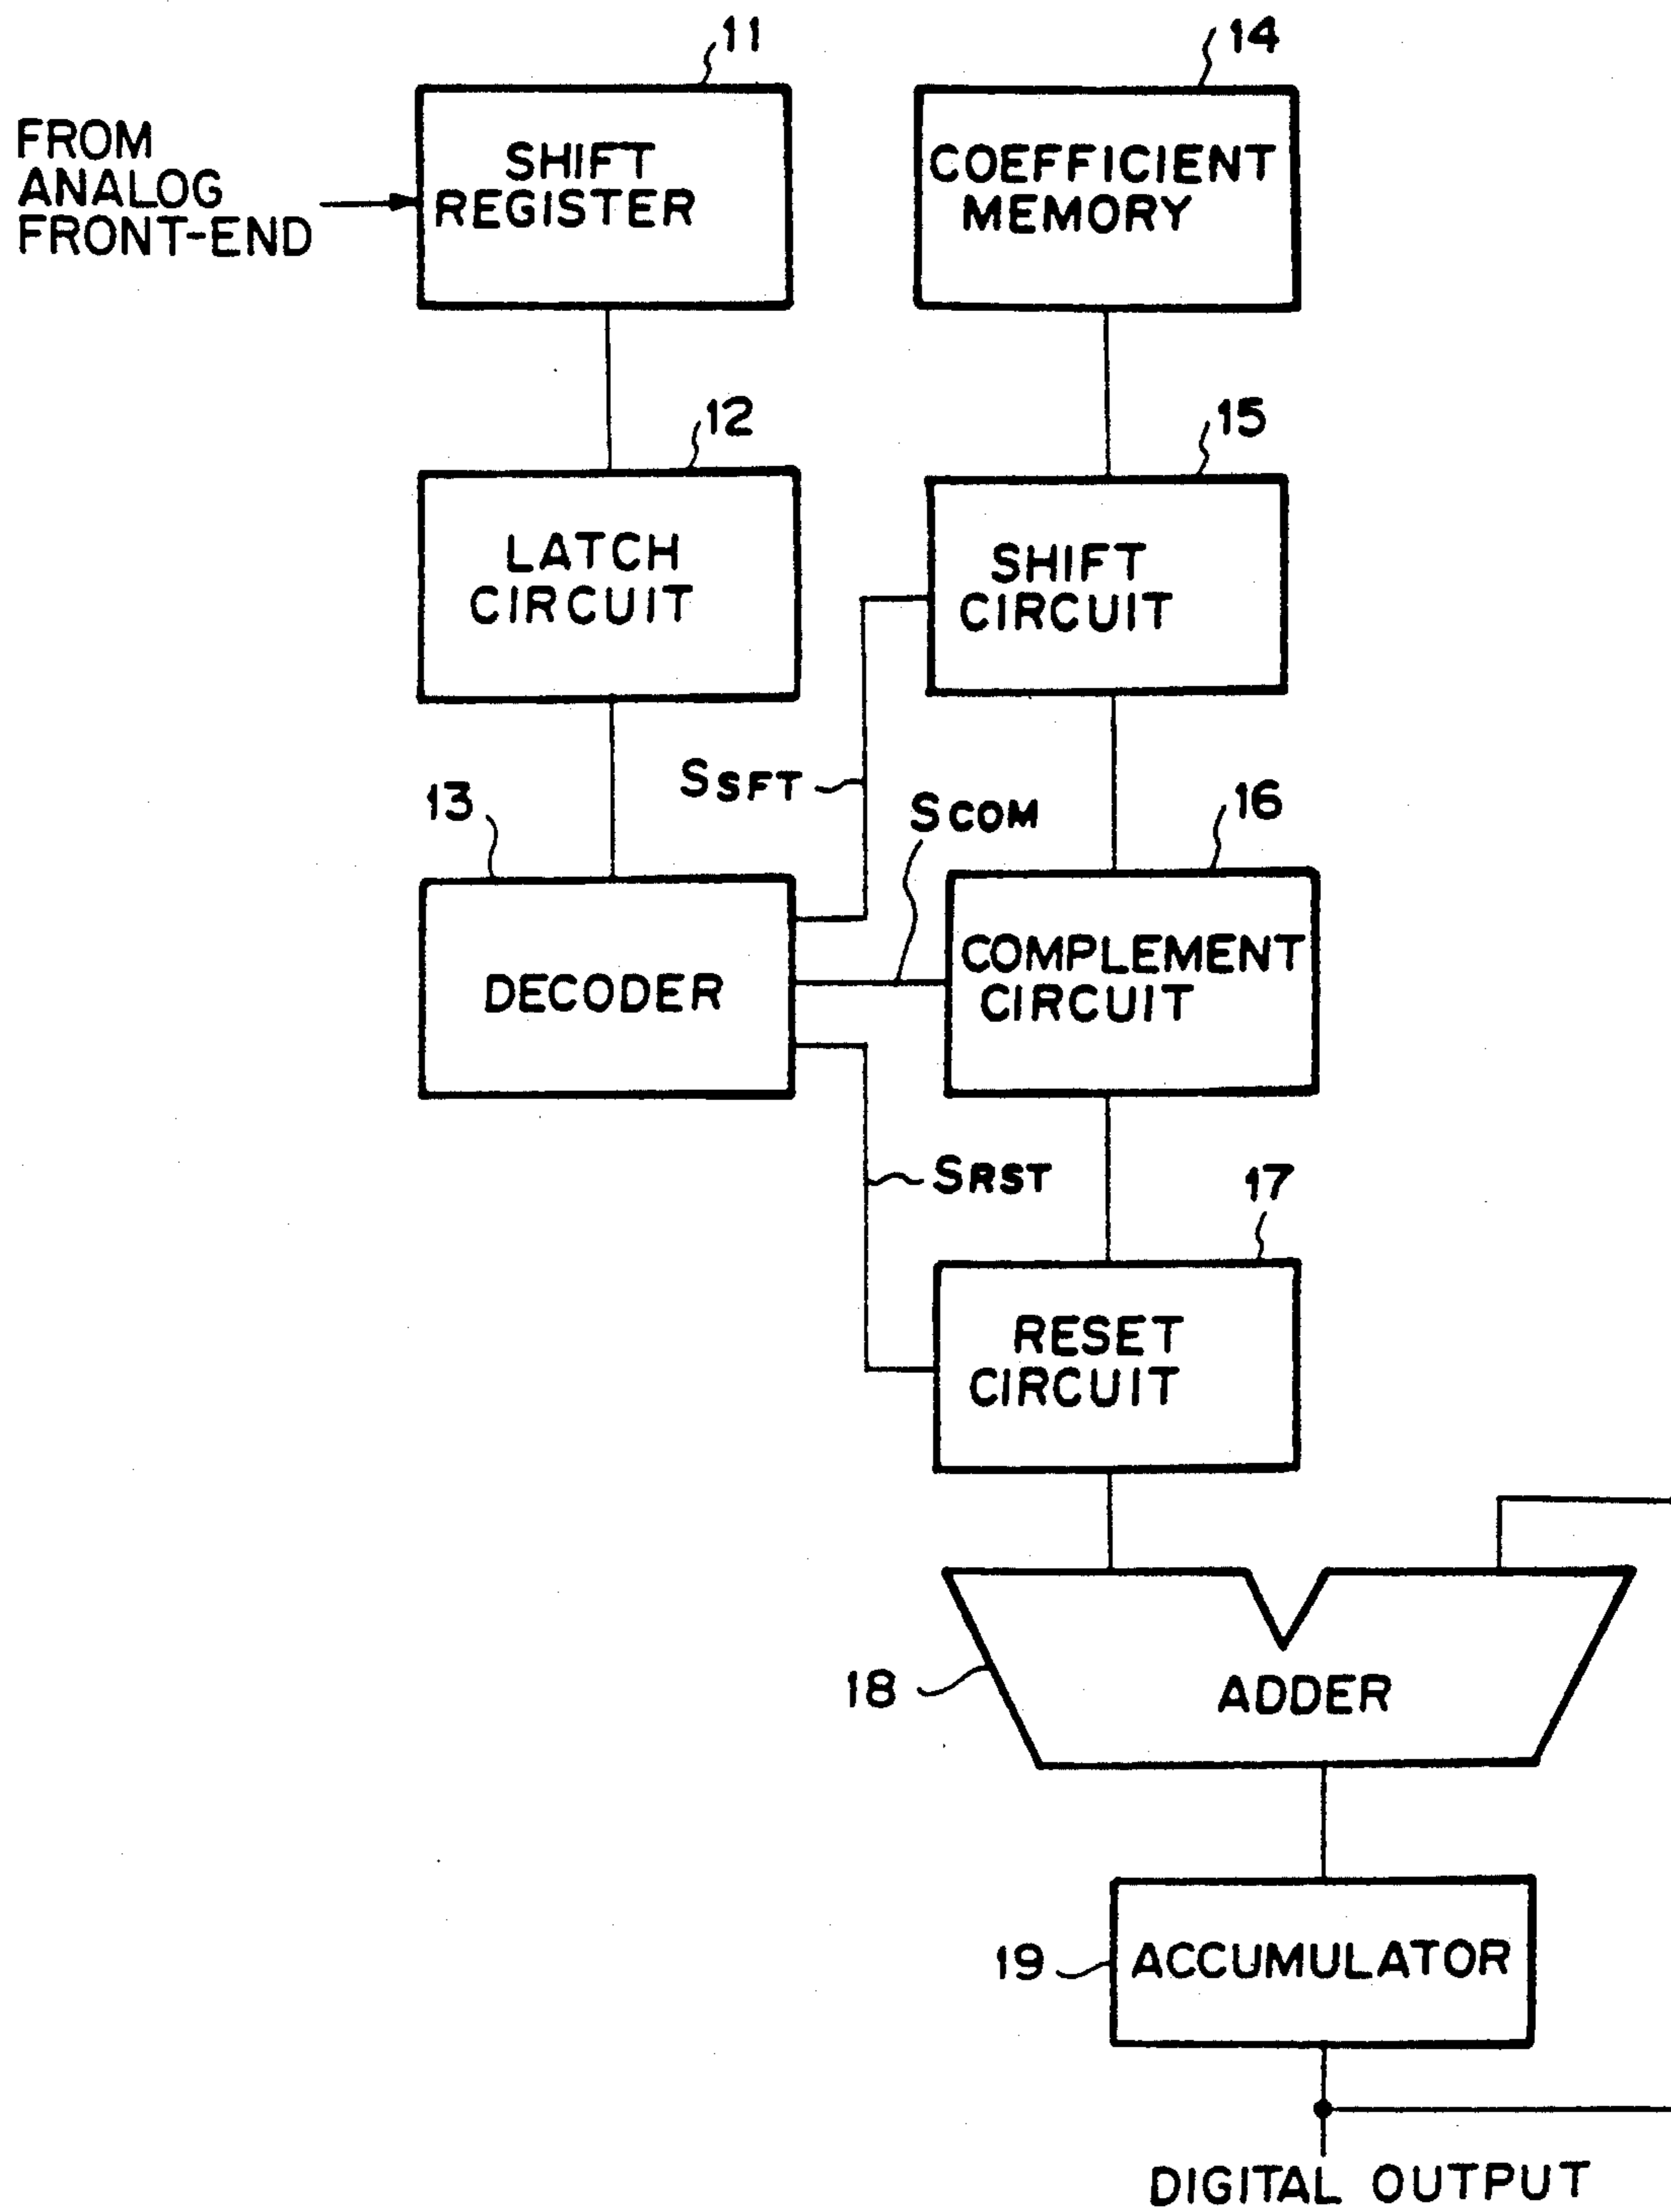 11
14
FROM
ANALOG
FRONT-END
SHIFT
REGISTER
COEFFICIENT
MEMORY
12
15
LATCH
CIRCUIT
SHIFT
CIRCUIT
SSFT
SCOM
13
16
DECODER
COMPLEMENT
CIRCUIT
SRST
17
RESET
CIRCUIT
18
ADDER
19
ACCUMULATOR
DIGITAL OUTPUT